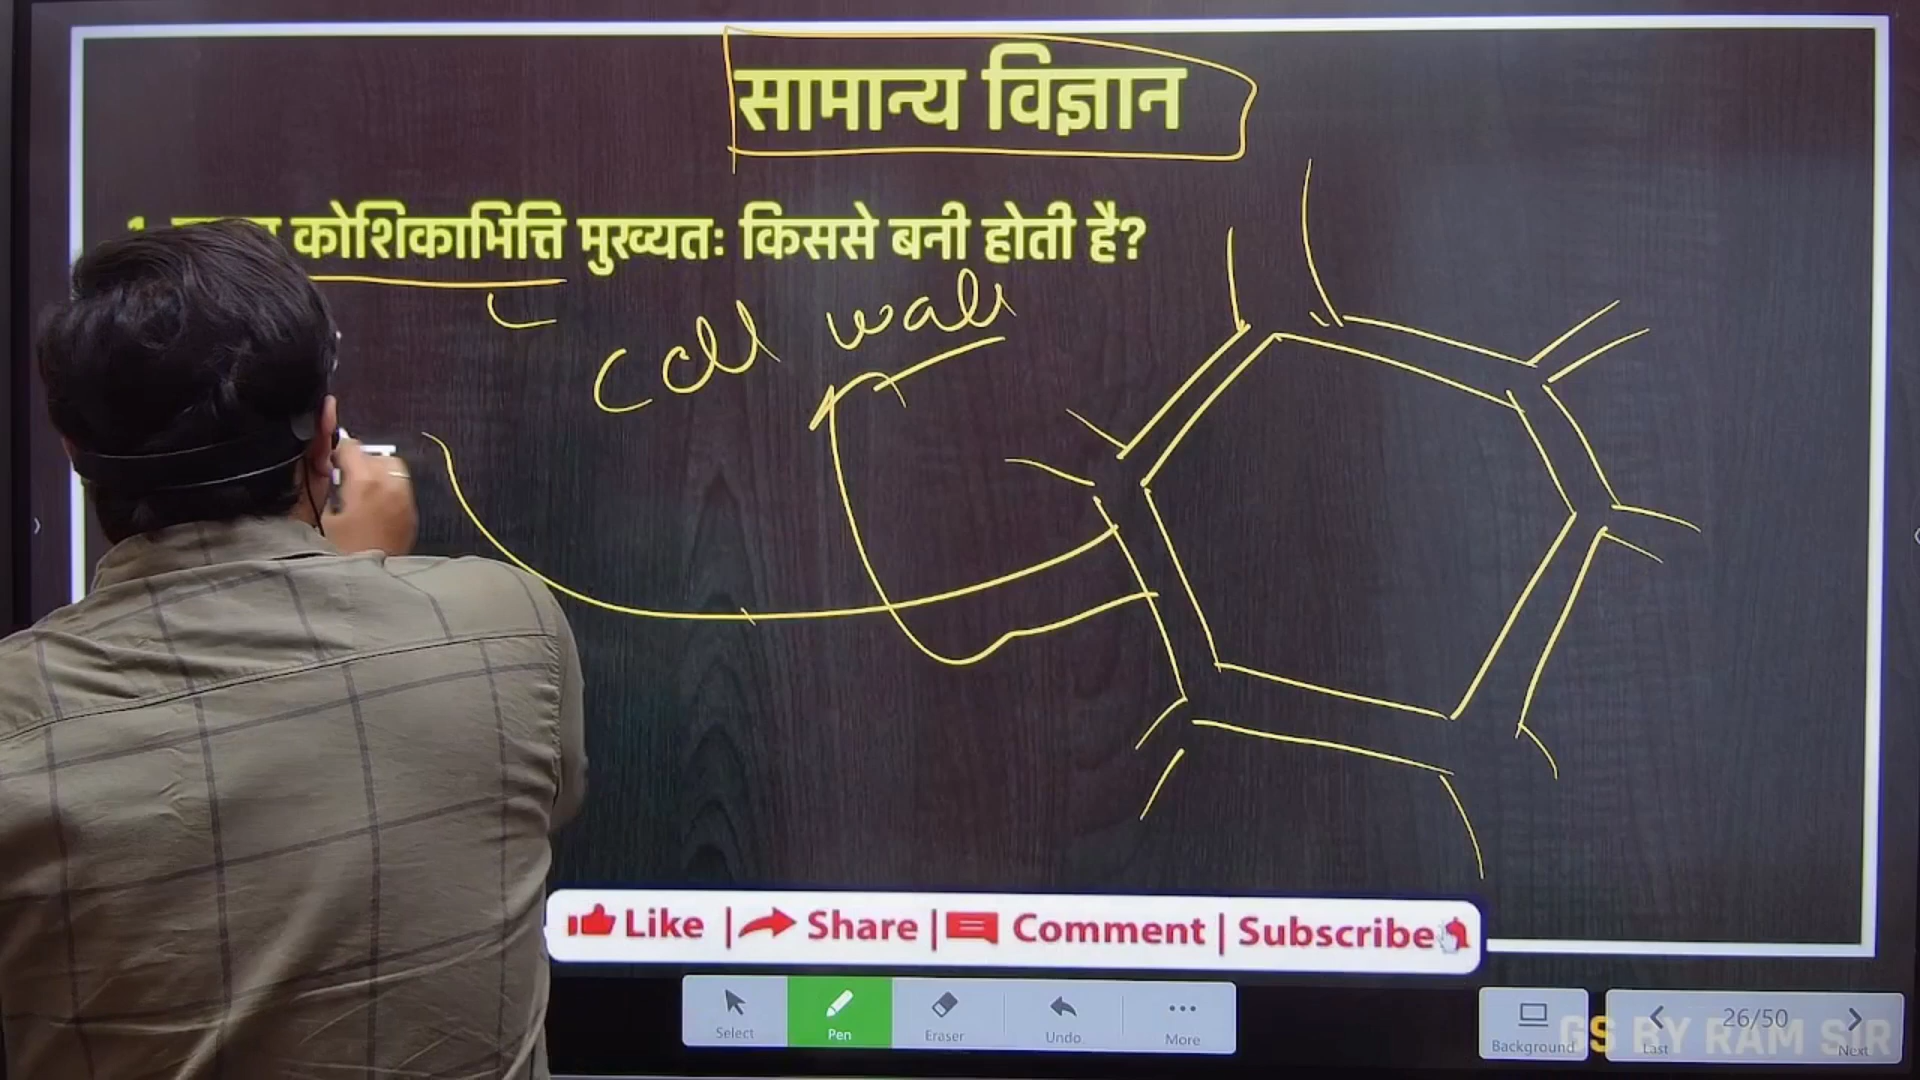 सामान्य विज्ञान
कोशिकाभित्ति मुख्यतः किससे बनी होती है?
Cell wall
Like | Share | Comment | Subscribe
Select
Pen
Eraser
Undo
More
Background
Last
26/50
Next
GS BY RAM SIR